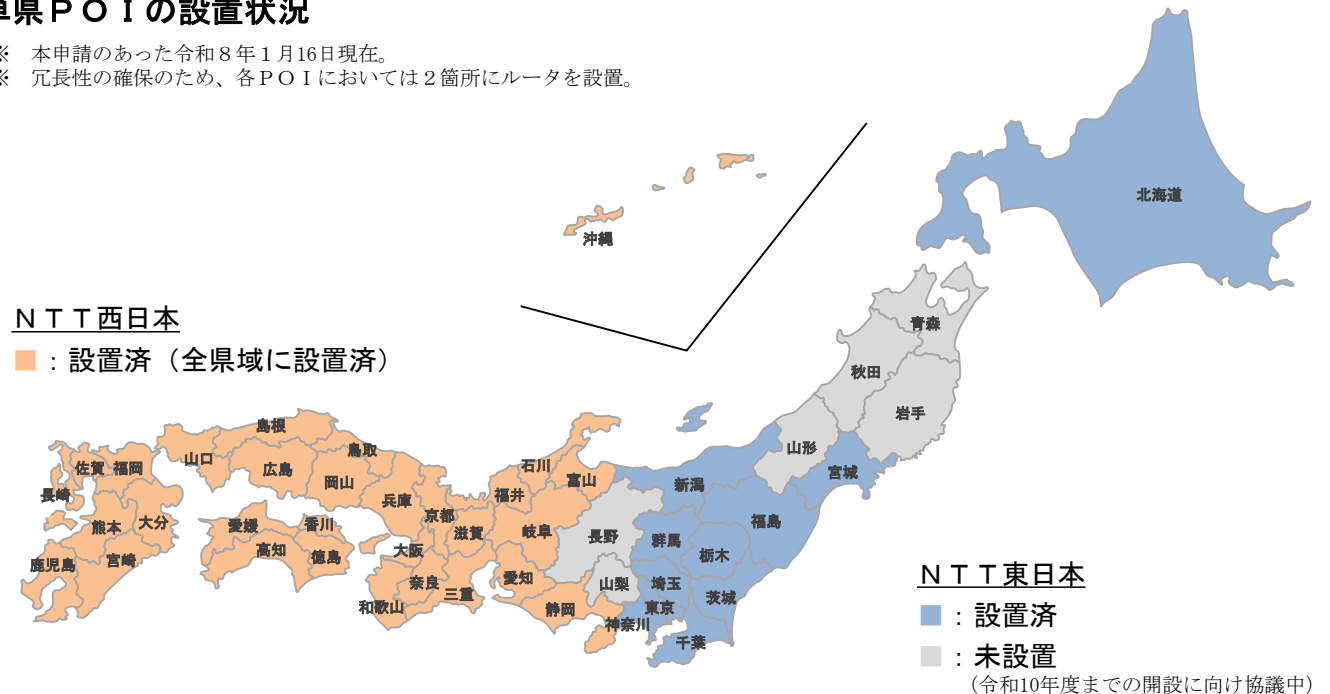 県ＰＯＩの設置状況
※　本申請のあった令和８年１月16日現在。
※　冗長性の確保のため、各ＰＯＩにおいては２箇所にルータを設置。
北海道
沖縄
ＮＴＴ西日本
：設置済（全県域に設置済）
青森
秋田
岩手
山形
宮城
新潟
福島
島根
鳥取
山口
広島
岡山
兵庫
佐賀
福岡
長崎
熊本
大分
鹿児島
宮崎
愛媛
香川
高知
徳島
石川
富山
福井
京都
滋賀
岐阜
長野
群馬
栃木
大阪
奈良
三重
和歌山
愛知
静岡
山梨
埼玉
東京
茨城
神奈川
千葉
ＮＴＴ東日本
：設置済
：未設置
（令和10年度までの開設に向け協議中）